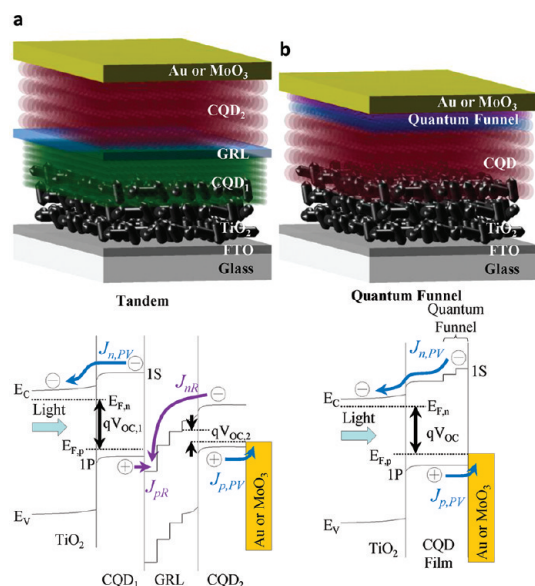 a
Au or MoO3
CQD2
GRL
CQD1
TiO2
FTO
Glass
Tandem
b
Au or MoO3
Quantum Funnel
CQD
TiO2
FTO
Glass
Quantum Funnel
Jn,PV
1S
EC
EF,n
JnR
Light
qVOC,1
qVOC,2
EF,p
1P
JpR
Jp,PV
EV
TiO2
Au or MoO3
CQD1 GRL CQD2
Quantum
Funnel
Jn,PV
1S
EC
EF,n
Light
qVOC
EF,p
1P
Jp,PV
EV
TiO2
CQD
Film
Au or MoO3